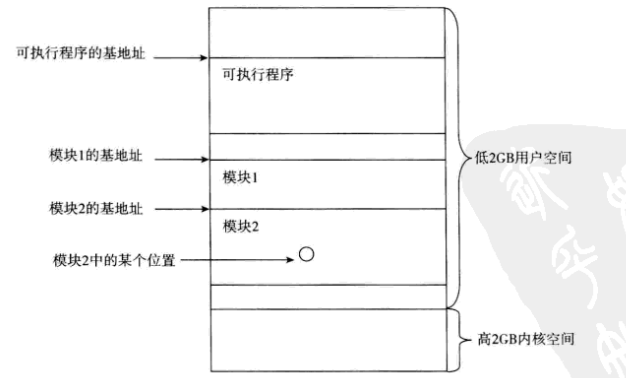 可执行程序的基地址
可执行程序
模块1的基地址
模块1
低2GB用户空间
模块2的基地址
模块2
模块2中的某个位置
高2GB内核空间